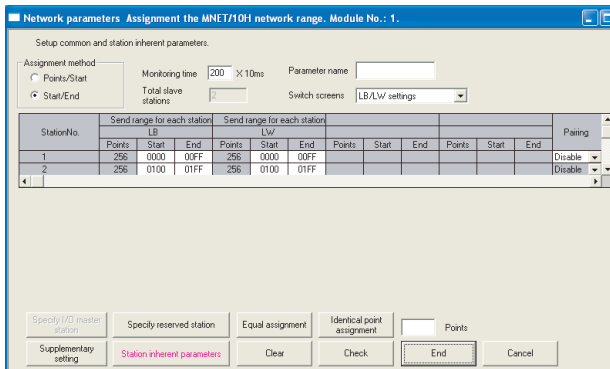 Network parameters Assignment the MNET/10H network range. Module No.: 1.
Setup common and station inherent parameters.
Assignment method
Points/Start
Start/End
Monitoring time 200 X 10ms
Parameter name
Total slave stations 2
Switch screens LB/LW settings
StationNo. Send range for each station Send range for each station Pairing
LB LW
Points Start End Points Start End Points Start End Points Start End
1 256 0000 00FF 256 0000 00FF Disable
2 256 0100 01FF 256 0100 01FF Disable
Specify I/O master station
Specify reserved station
Equal assignment
Identical point assignment
Points
Supplementary setting
Station inherent parameters
Clear
Check
End
Cancel